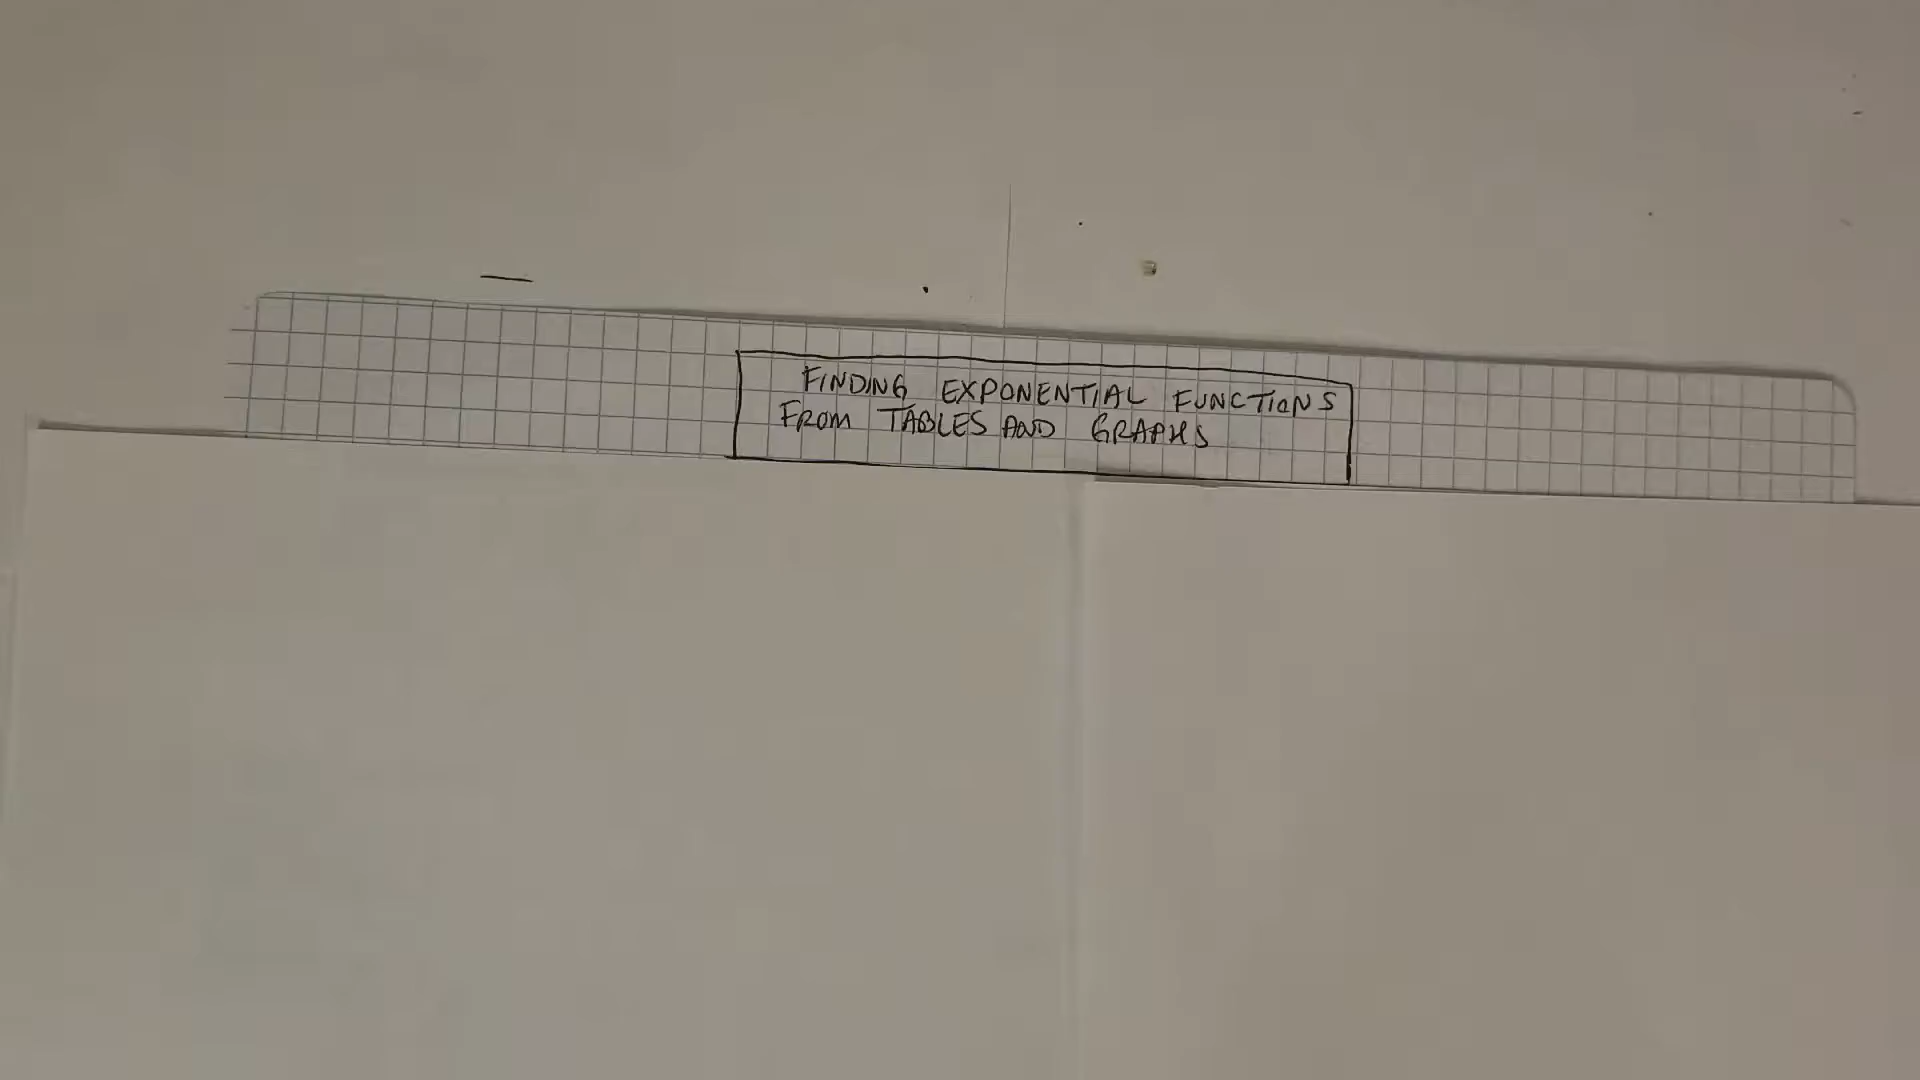 FINDING EXPONENTIAL FUNCTIONS
FROM TABLES AND GRAPHS